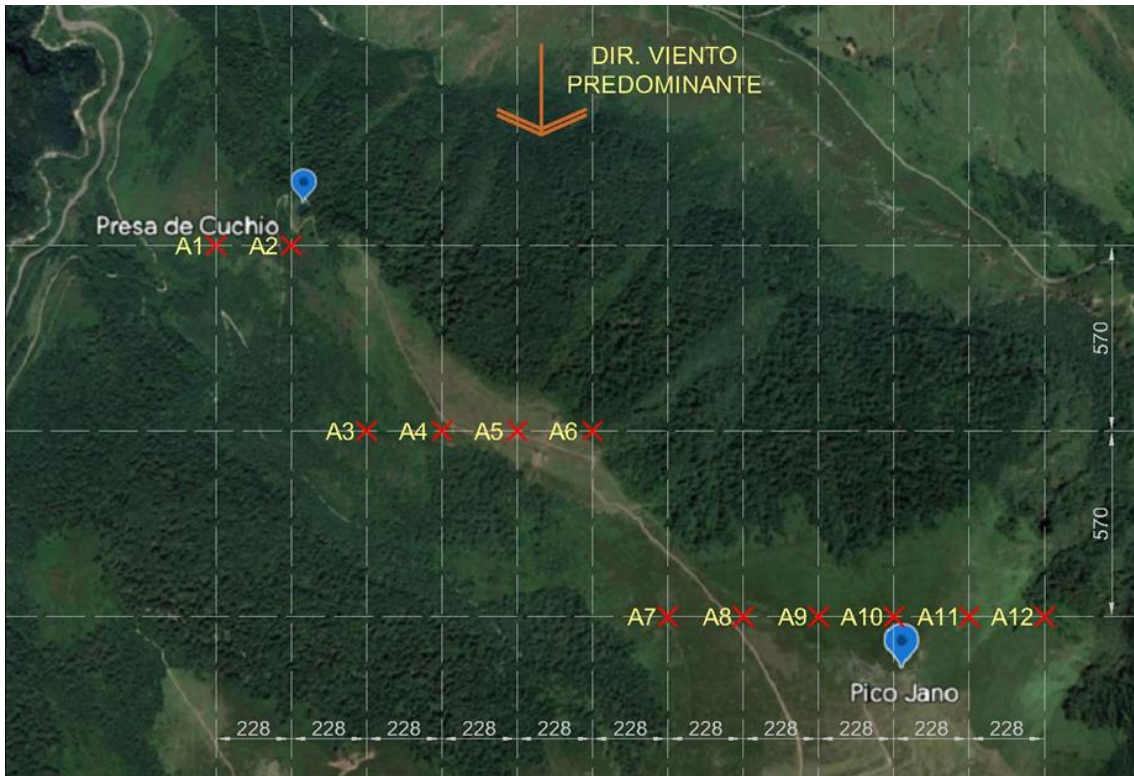 DIR. VIENTO
PREDOMINANTE
Presa de Cuchio
A1 A2
570
A3 A4 A5 A6
570
A7 A8 A9 A10 A11 A12
Pico Jano
228 228 228 228 228 228 228 228 228 228 228